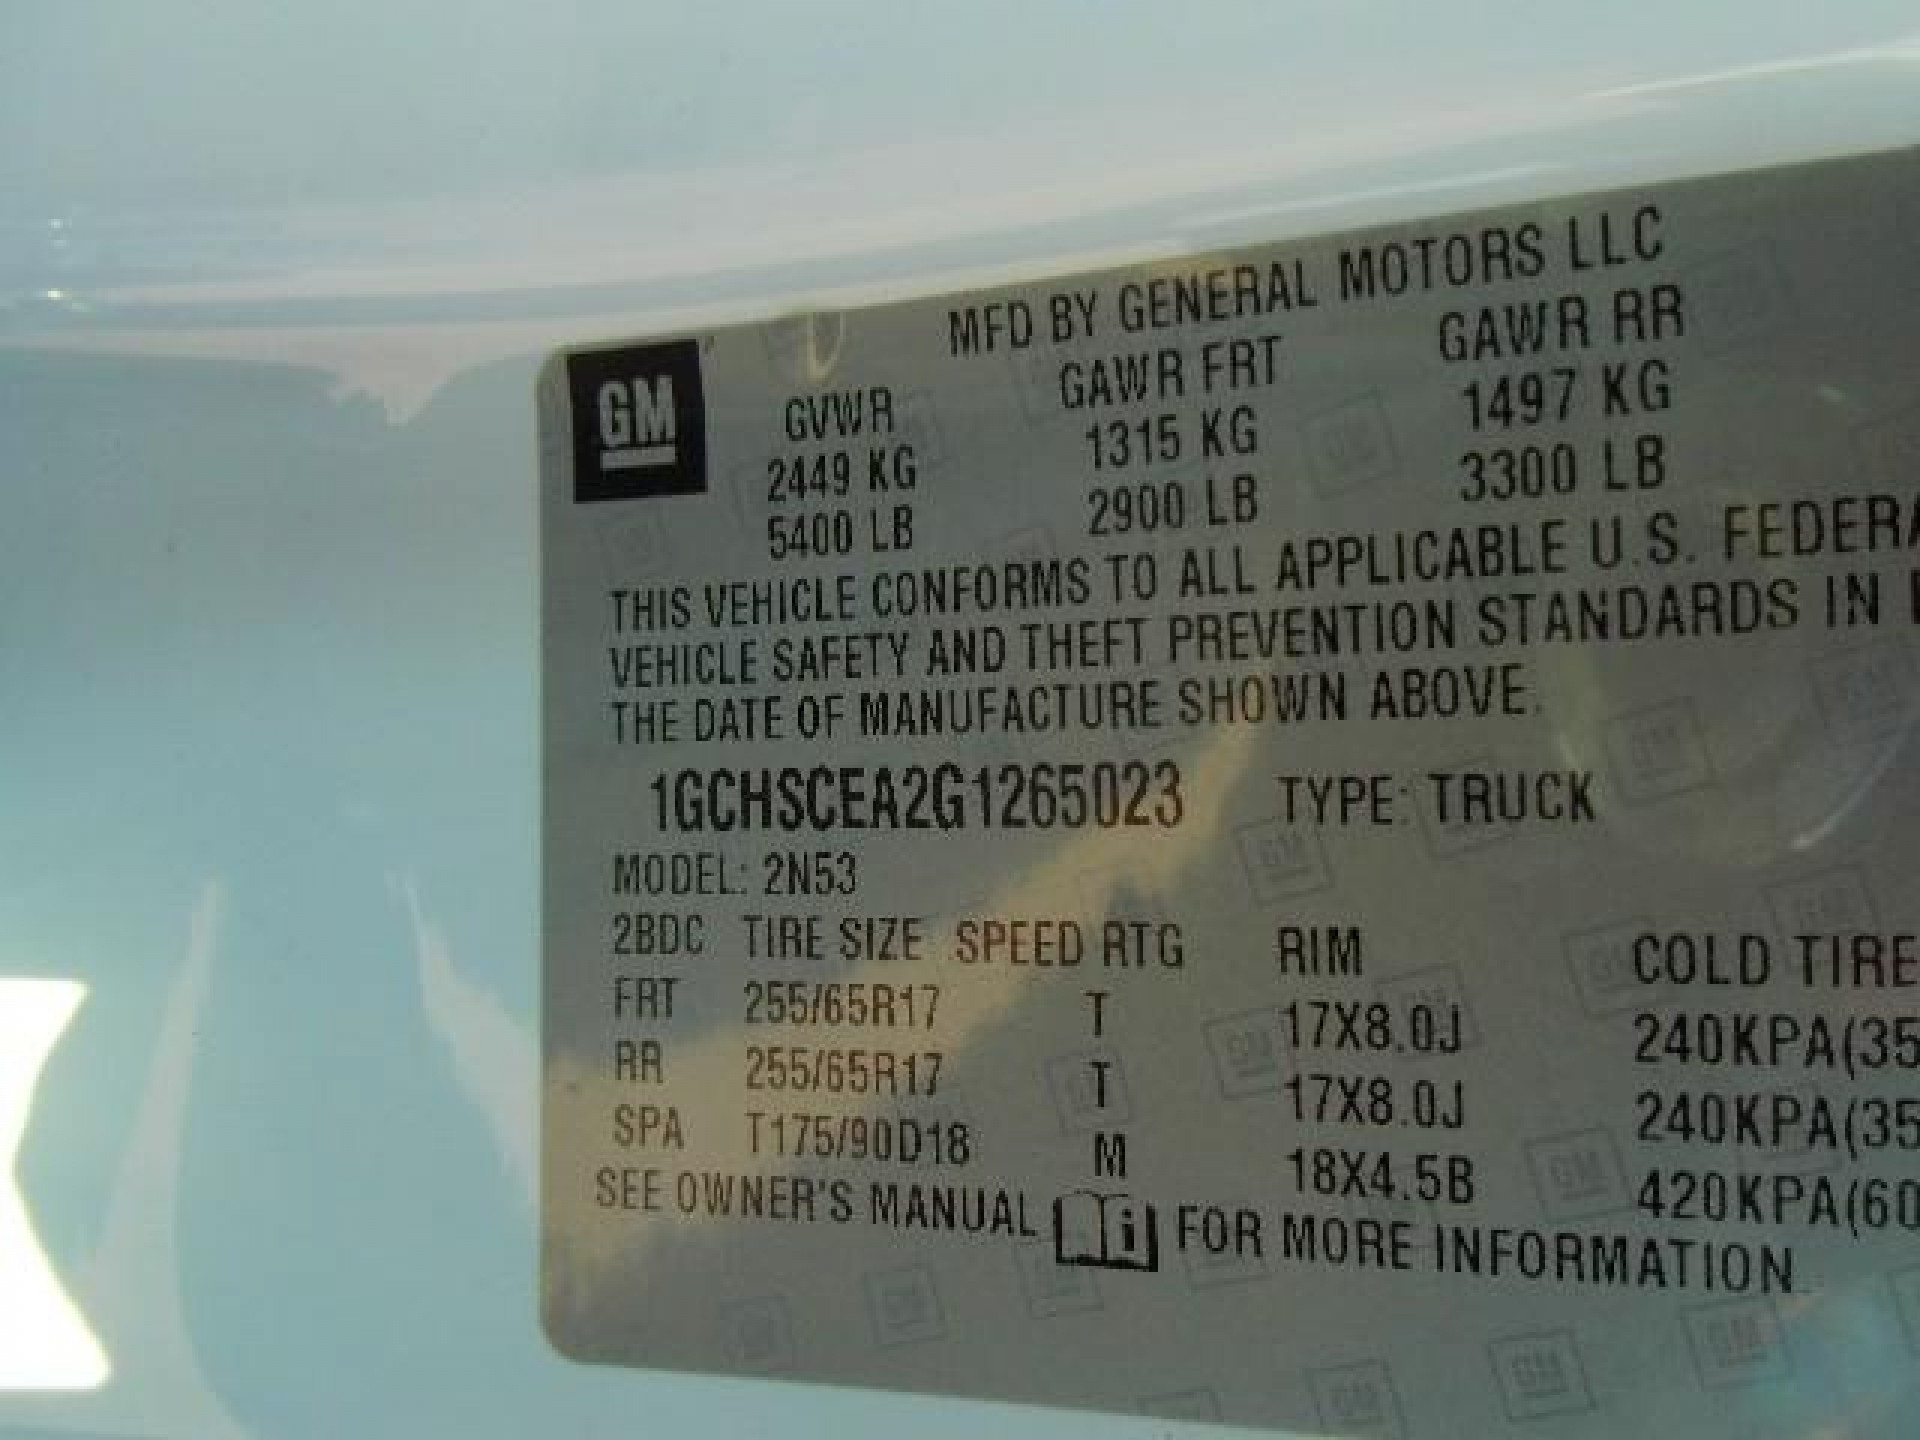 MFD BY GENERAL MOTORS LLC
GM
GVWR GAWR FRT GAWR RR
2449 KG 1315 KG 1497 KG
5400 LB 2900 LB 3300 LB
THIS VEHICLE CONFORMS TO ALL APPLICABLE U.S. FEDERA
VEHICLE SAFETY AND THEFT PREVENTION STANDARDS IN
THE DATE OF MANUFACTURE SHOWN ABOVE.
1GCHSCEA2G1265023 TYPE: TRUCK
MODEL: 2N53
2BDC TIRE SIZE SPEED RTG RIM COLD TIRE
FRT 255/65R17 T 17X8.0J 240KPA(35
RR 255/65R17 T 17X8.0J 240KPA(35
SPA T175/90D18 M 18X4.5B 420KPA(60
SEE OWNER'S MANUAL i FOR MORE INFORMATION.